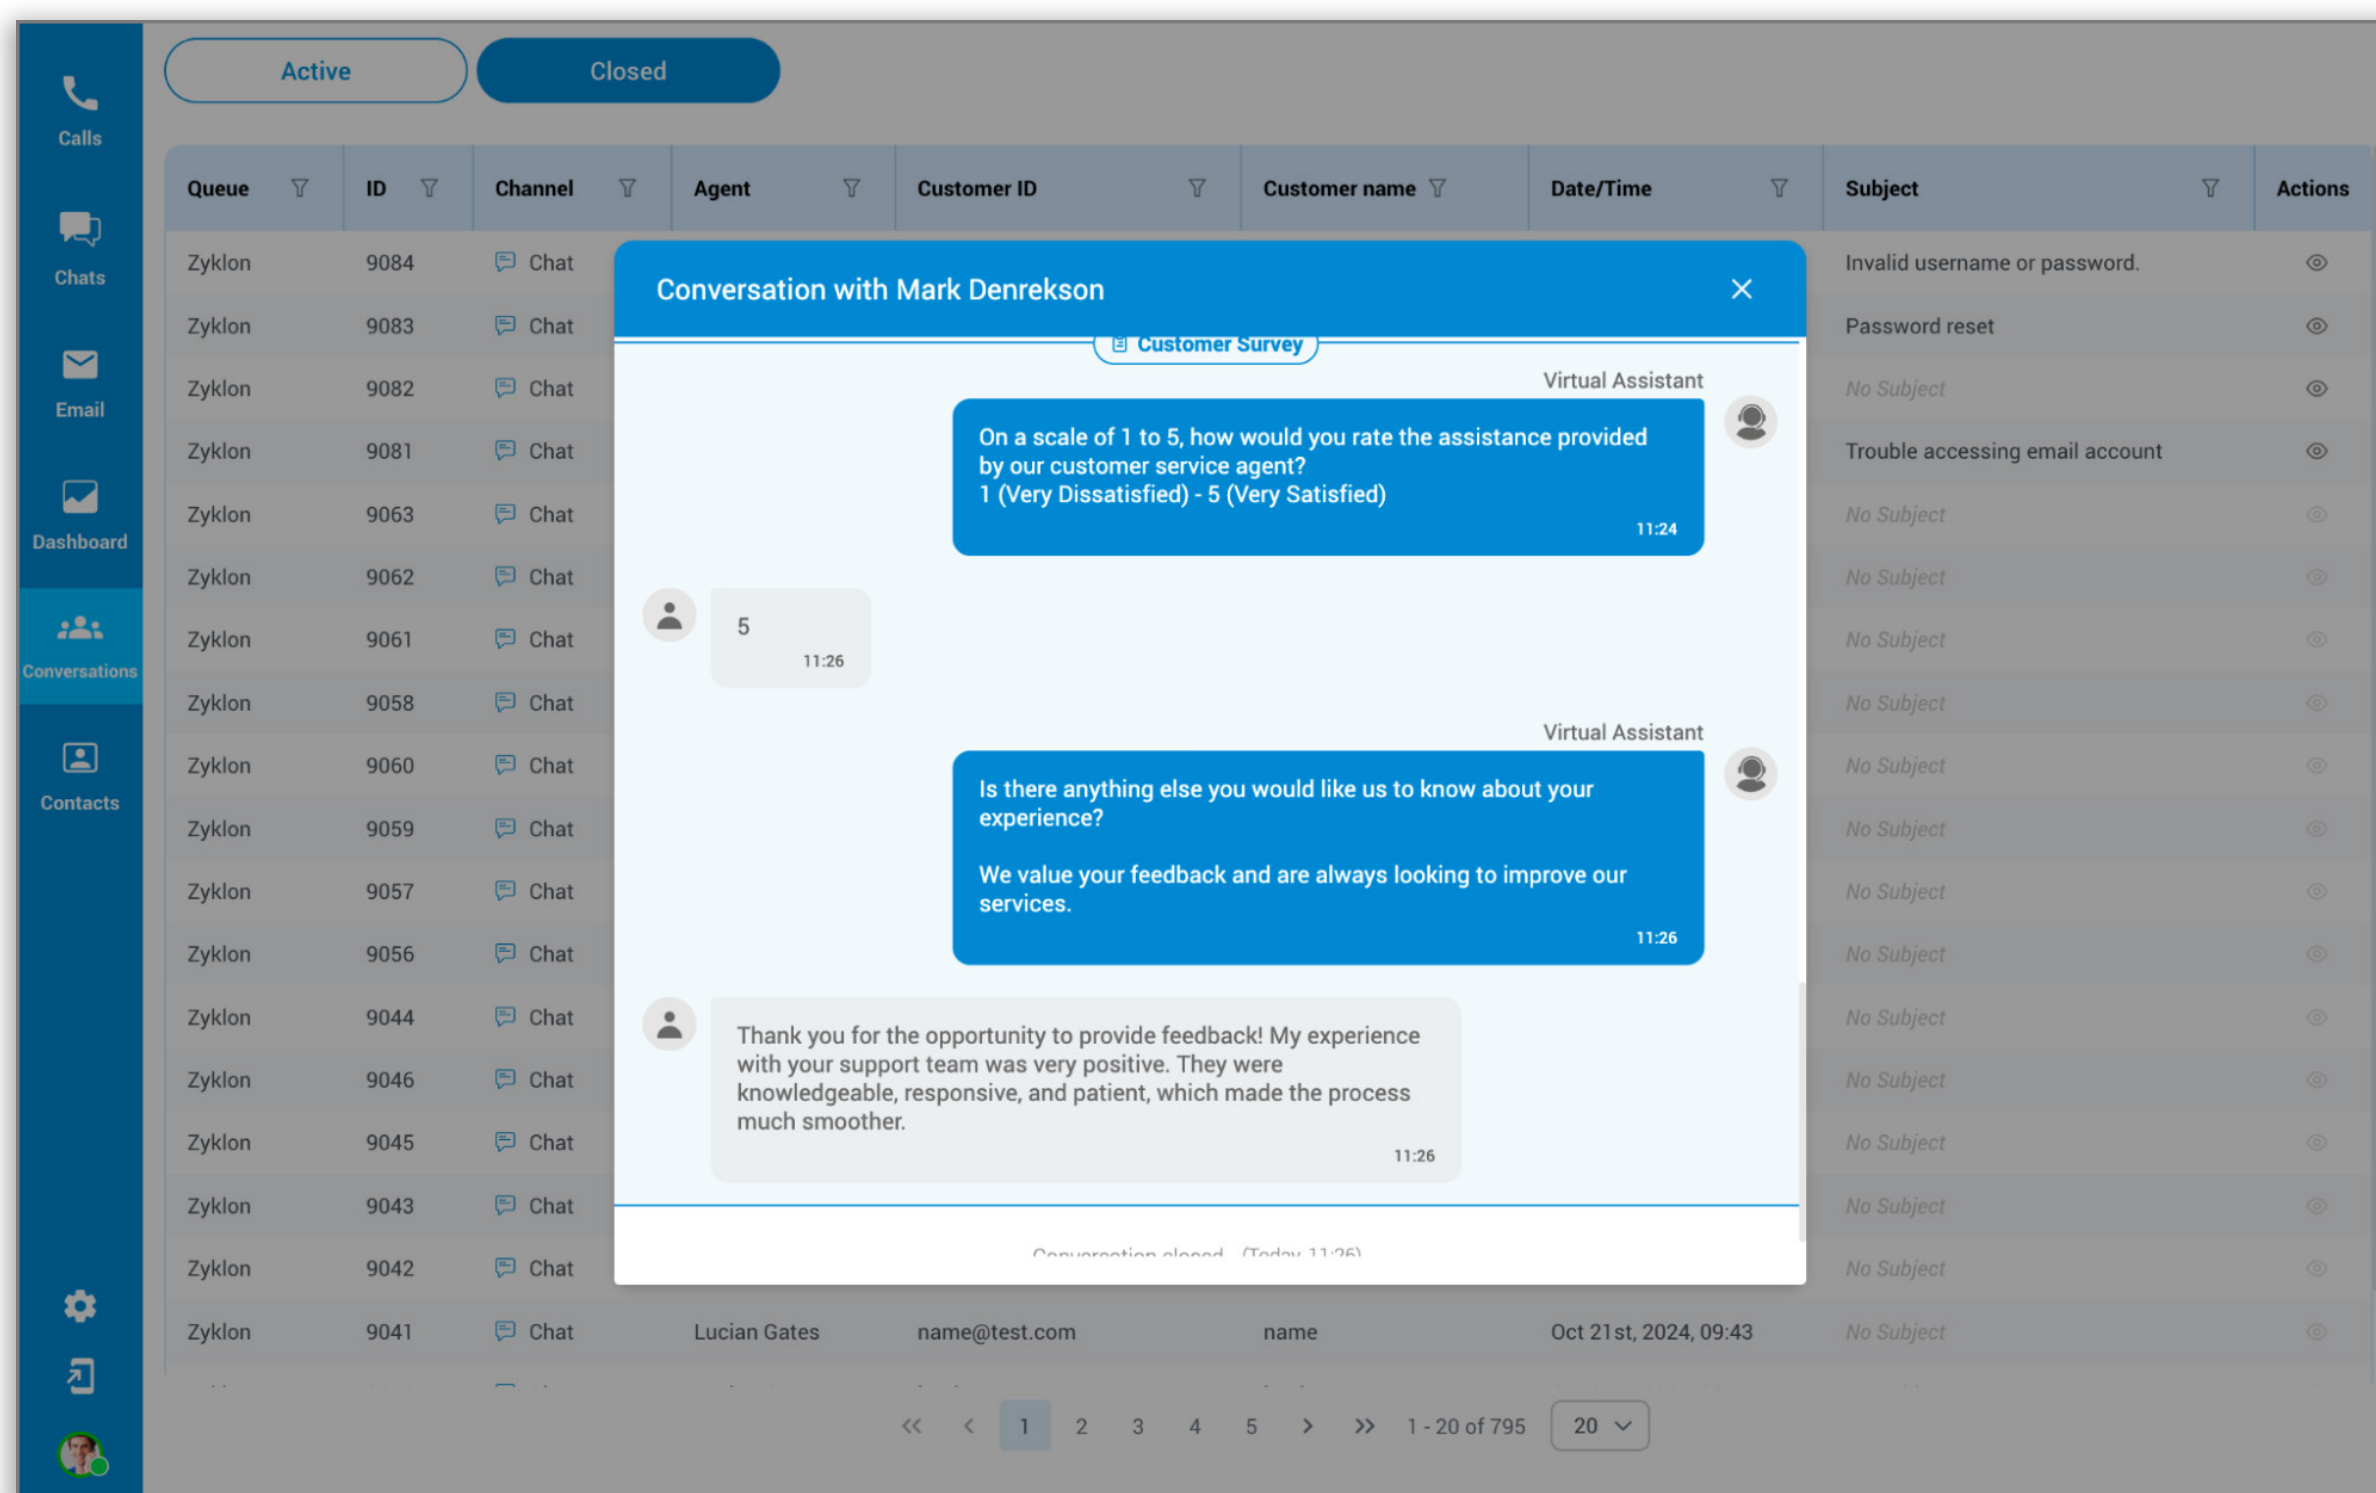 Active
Closed
Calls
Chats
Email
Dashboard
Conversations
Contacts
Queue ID Channel Agent Customer ID Customer name Date/Time Subject Actions
Zyklon 9084 Chat Invalid username or password.
Zyklon 9083 Chat Password reset
Zyklon 9082 Chat No Subject
Zyklon 9081 Chat Trouble accessing email account
Zyklon 9063 Chat No Subject
Zyklon 9062 Chat No Subject
Zyklon 9061 Chat No Subject
Zyklon 9058 Chat No Subject
Zyklon 9060 Chat No Subject
Zyklon 9059 Chat No Subject
Zyklon 9057 Chat No Subject
Zyklon 9056 Chat No Subject
Zyklon 9044 Chat No Subject
Zyklon 9046 Chat No Subject
Zyklon 9045 Chat No Subject
Zyklon 9043 Chat No Subject
Zyklon 9042 Chat No Subject
Zyklon 9041 Chat Lucian Gates name@test.com name Oct 21st, 2024, 09:43 No Subject
Conversation with Mark Denrekson
Customer Survey
Virtual Assistant
On a scale of 1 to 5, how would you rate the assistance provided
by our customer service agent?
1 (Very Dissatisfied) - 5 (Very Satisfied)
11:24
5
11:26
Virtual Assistant
Is there anything else you would like us to know about your
experience?
We value your feedback and are always looking to improve our
services.
11:26
Thank you for the opportunity to provide feedback! My experience
with your support team was very positive. They were
knowledgeable, responsive, and patient, which made the process
much smoother.
11:26
Conversation closed (Today, 11:26)
<< < 1 2 3 4 5 > >> 1 - 20 of 795 20